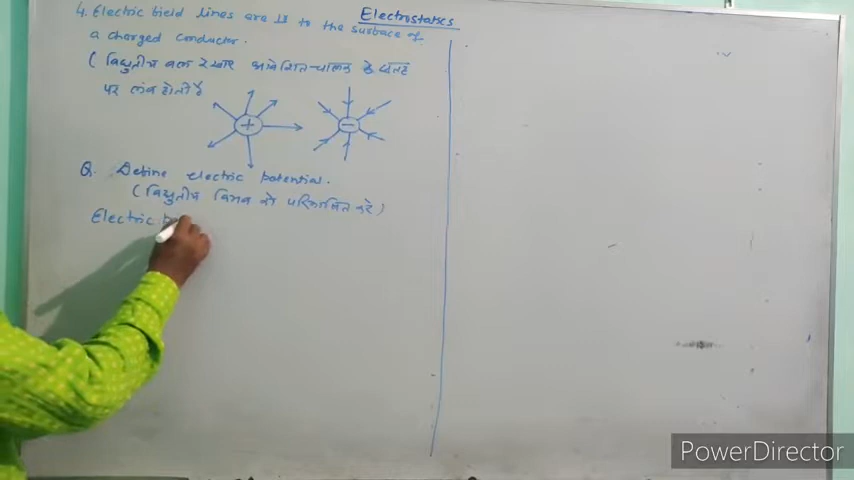 Electrostatics
4. Electric field lines are ⊥r to the surface of
a charged conductor.
( विद्युतीय बल रेखाएं आवेशित चालक के सतह
पर लंब होती है
+
-
Q. Define electric potential.
( विद्युतीय विभव को परिभाषित करें )
Electric
PowerDirector